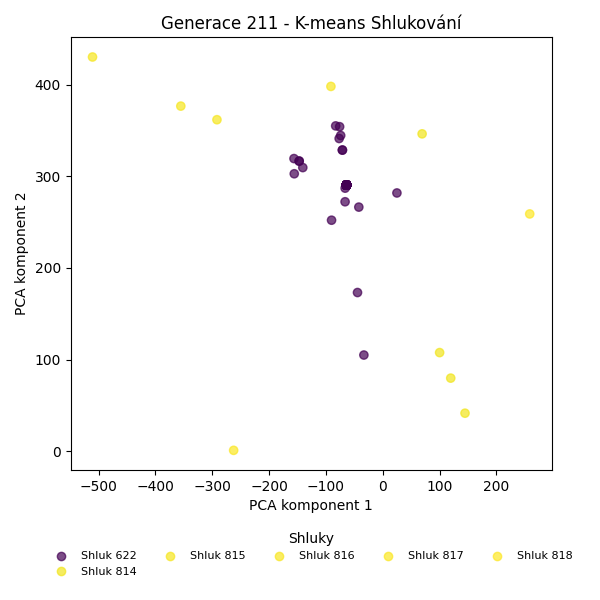 Generace 211 - K-means Shlukování
PCA komponent 2
400
300
200
100
0
−500 −400 −300 −200 −100 0 100 200
PCA komponent 1
Shluky
Shluk 622 Shluk 815 Shluk 816 Shluk 817 Shluk 818
Shluk 814